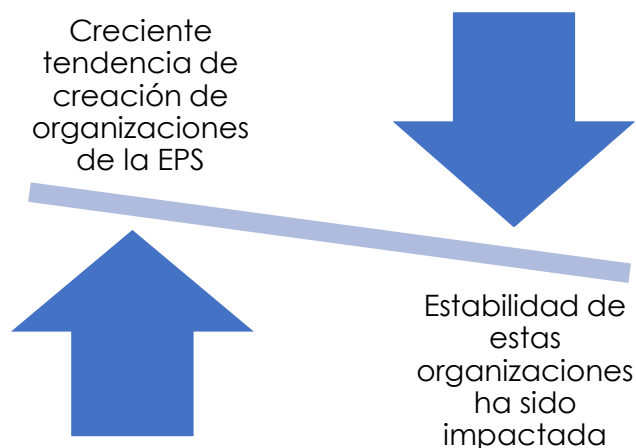 Creciente
tendencia de
creación de
organizaciones
de la EPS
Estabilidad de
estas
organizaciones
ha sido
impactada